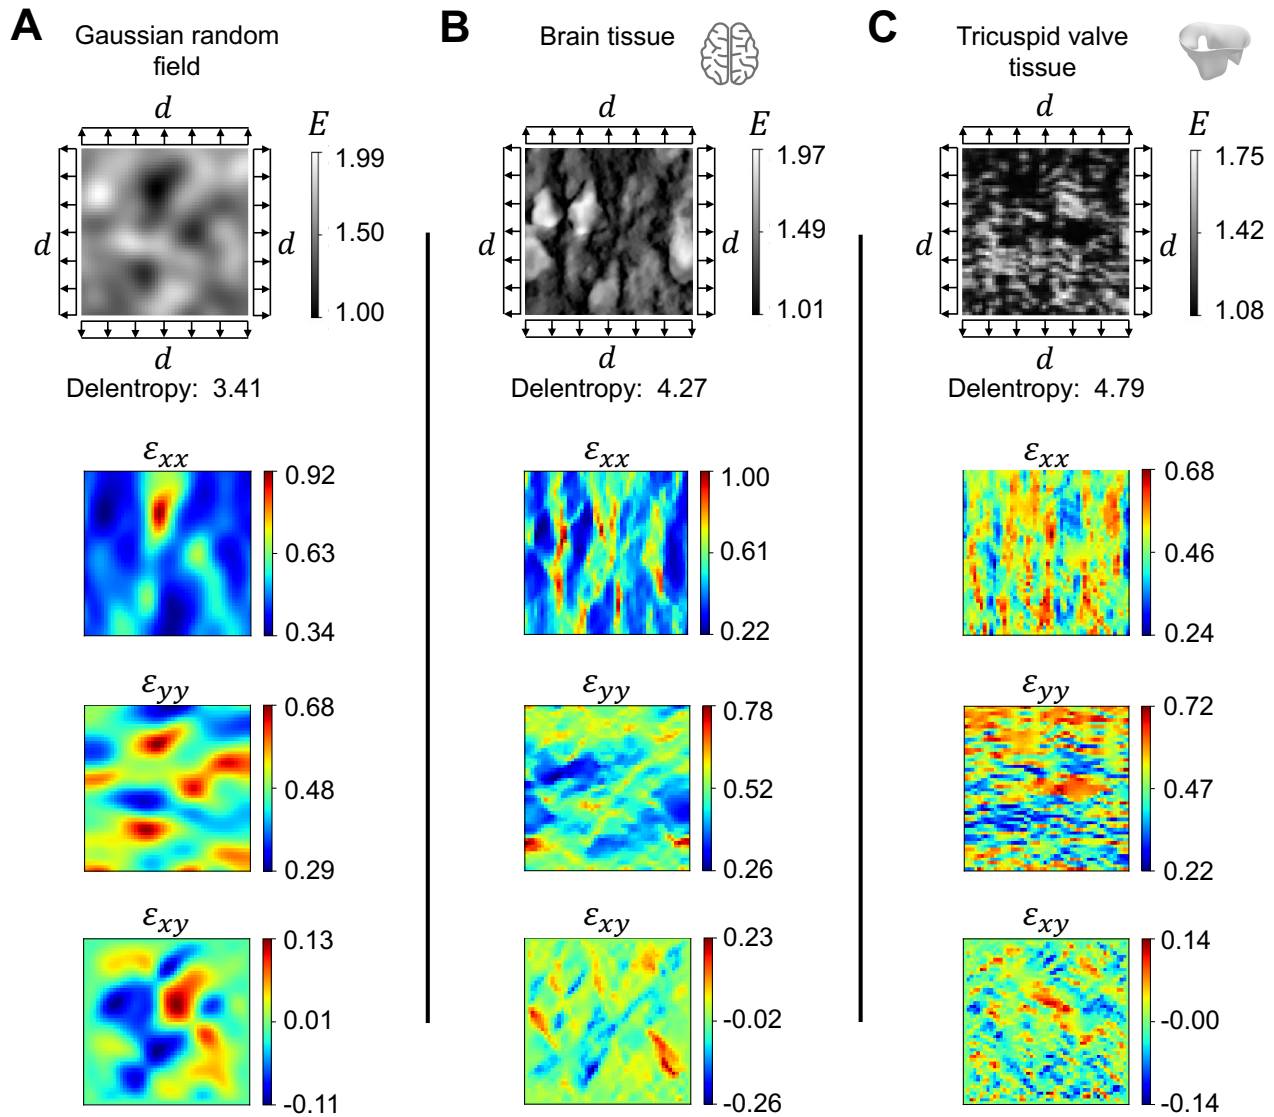 A
Gaussian random
field
d
E
1.99
1.50
1.00
d
d
d
Delentropy: 3.41
εxx
0.92
0.63
0.34
εyy
0.68
0.48
0.29
εxy
0.13
0.01
-0.11
B
Brain tissue
d
E
1.97
1.49
1.01
d
d
d
Delentropy: 4.27
εxx
1.00
0.61
0.22
εyy
0.78
0.52
0.26
εxy
0.23
-0.02
-0.26
C
Tricuspid valve
tissue
d
E
1.75
1.42
1.08
d
d
d
Delentropy: 4.79
εxx
0.68
0.46
0.24
εyy
0.72
0.47
0.22
εxy
0.14
-0.00
-0.14